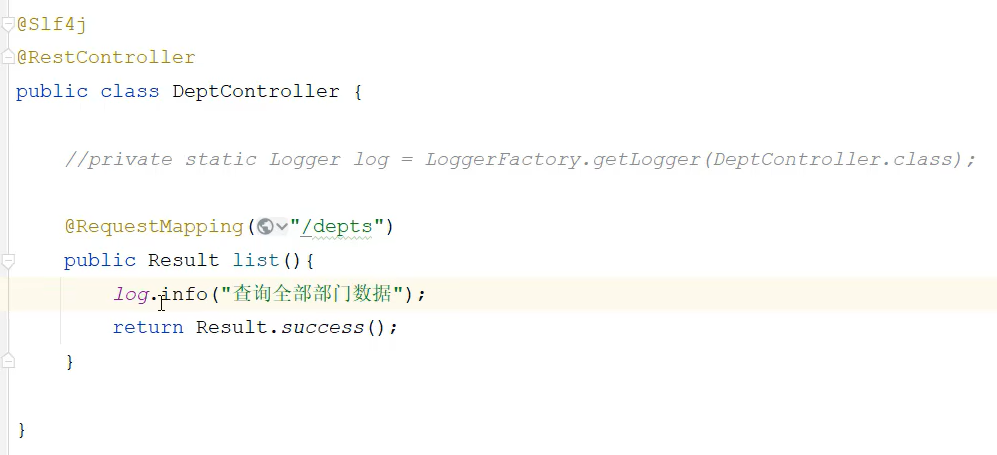 @Slf4j
@RestController
public class DeptController {
//private static Logger log = LoggerFactory.getLogger(DeptController.class);
@RequestMapping("/depts")
public Result list(){
log.info("查询全部部门数据");
return Result.success();
}
}